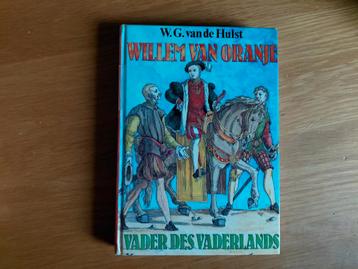 W.G. van de Hulst
WILLEM VAN ORANJE
VADER DES VADERLANDS